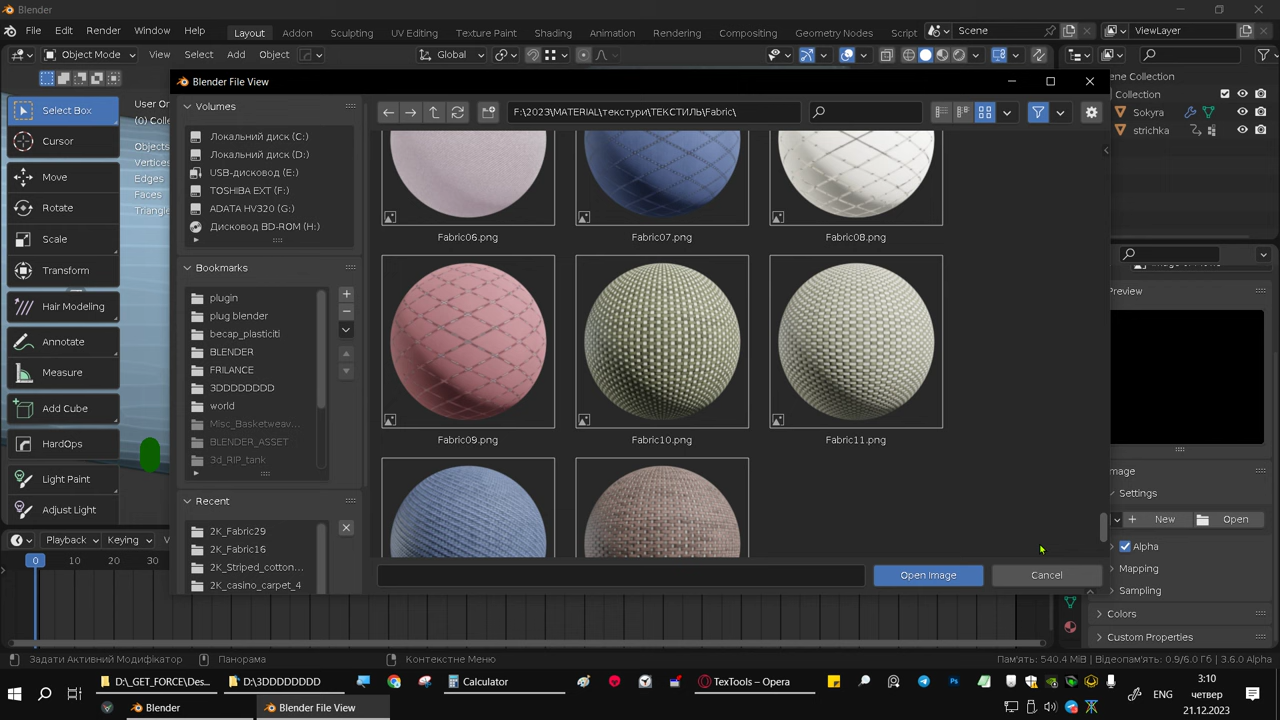 Blender
File
Edit
Render
Window
Help
Layout
Addon
Sculpting
UV Editing
Texture Paint
Shading
Animation
Rendering
Compositing
Geometry Nodes
Script
Scene
ViewLayer
Object Mode
View
Select
Add
Object
Global
Select Box
Cursor
Move
Rotate
Scale
Transform
Hair Modeling
Annotate
Measure
Add Cube
HardOps
Light Paint
Adjust Light
User Or
(0) Colle
Objects
Vertices
Edges
Faces
Triangl
Blender File View
Volumes
Локальний диск (C:)
Локальний диск (D:)
USB-дисковод (E:)
TOSHIBA EXT (F:)
ADATA HV320 (G:)
Дисковод BD-ROM (H:)
Bookmarks
plugin
plug blender
becap_plasticiti
BLENDER
FRILANCE
3DDDDDDDD
world
Misc_Basketweav...
BLENDER_ASSET
3d_RIP_tank
Recent
2K_Fabric29
2K_Fabric16
2K_Striped_cotton...
2K_casino_carpet_4
F:\2023\MATERIAL\текстури\ТЕКСТИЛЬ\Fabric\
Fabric06.png
Fabric07.png
Fabric08.png
Fabric09.png
Fabric10.png
Fabric11.png
Open Image
Cancel
Scene Collection
Collection
Sokyra
strichka
Preview
Image
Settings
New
Open
Alpha
Mapping
Sampling
Colors
Custom Properties
Playback
Keying
0
10
20
30
Задати Активний Модифікатор
Панорама
Контекстне Меню
Пам'ять: 540.4 MiB | Відеопам'ять: 0.9/6.0 Гб | 3.6.0 Alpha
D:\_GET_FORCE\Des...
D:\3DDDDDDDD
Calculator
TexTools – Opera
Blender
Blender File View
ENG
3:10
четвер
21.12.2023